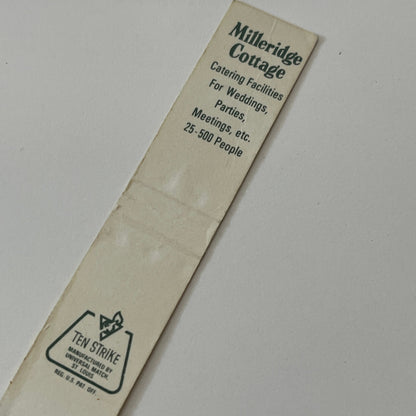 Milleridge
Cottage
Catering Facilities
For Weddings,
Parties,
Meetings, etc.
25-500 People
TEN STRIKE
MANUFACTURED BY
UNIVERSAL MATCH
ST LOUIS
REG. U.S. PAT. OFF.